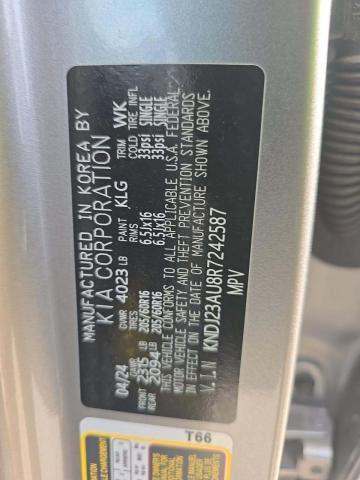 MANUFACTURED IN KOREA BY
KIA CORPORATION
04/24 GVWR 4023 LB PAINT KLG TRIM WK
GAWR TIRES RIMS COLD TIRE INFL
FRONT 2315 LB 205/60R16 6.5Jx16 33psi SINGLE
REAR 2094 LB 205/60R16 6.5Jx16 33psi SINGLE
THIS VEHICLE CONFORMS TO ALL APPLICABLE U.S.A. FEDERAL
MOTOR VEHICLE SAFETY AND THEFT PREVENTION STANDARDS
IN EFFECT ON THE DATE OF MANUFACTURE SHOWN ABOVE.
V.I.N KNDJ23AU8R7242587
MPV
T66